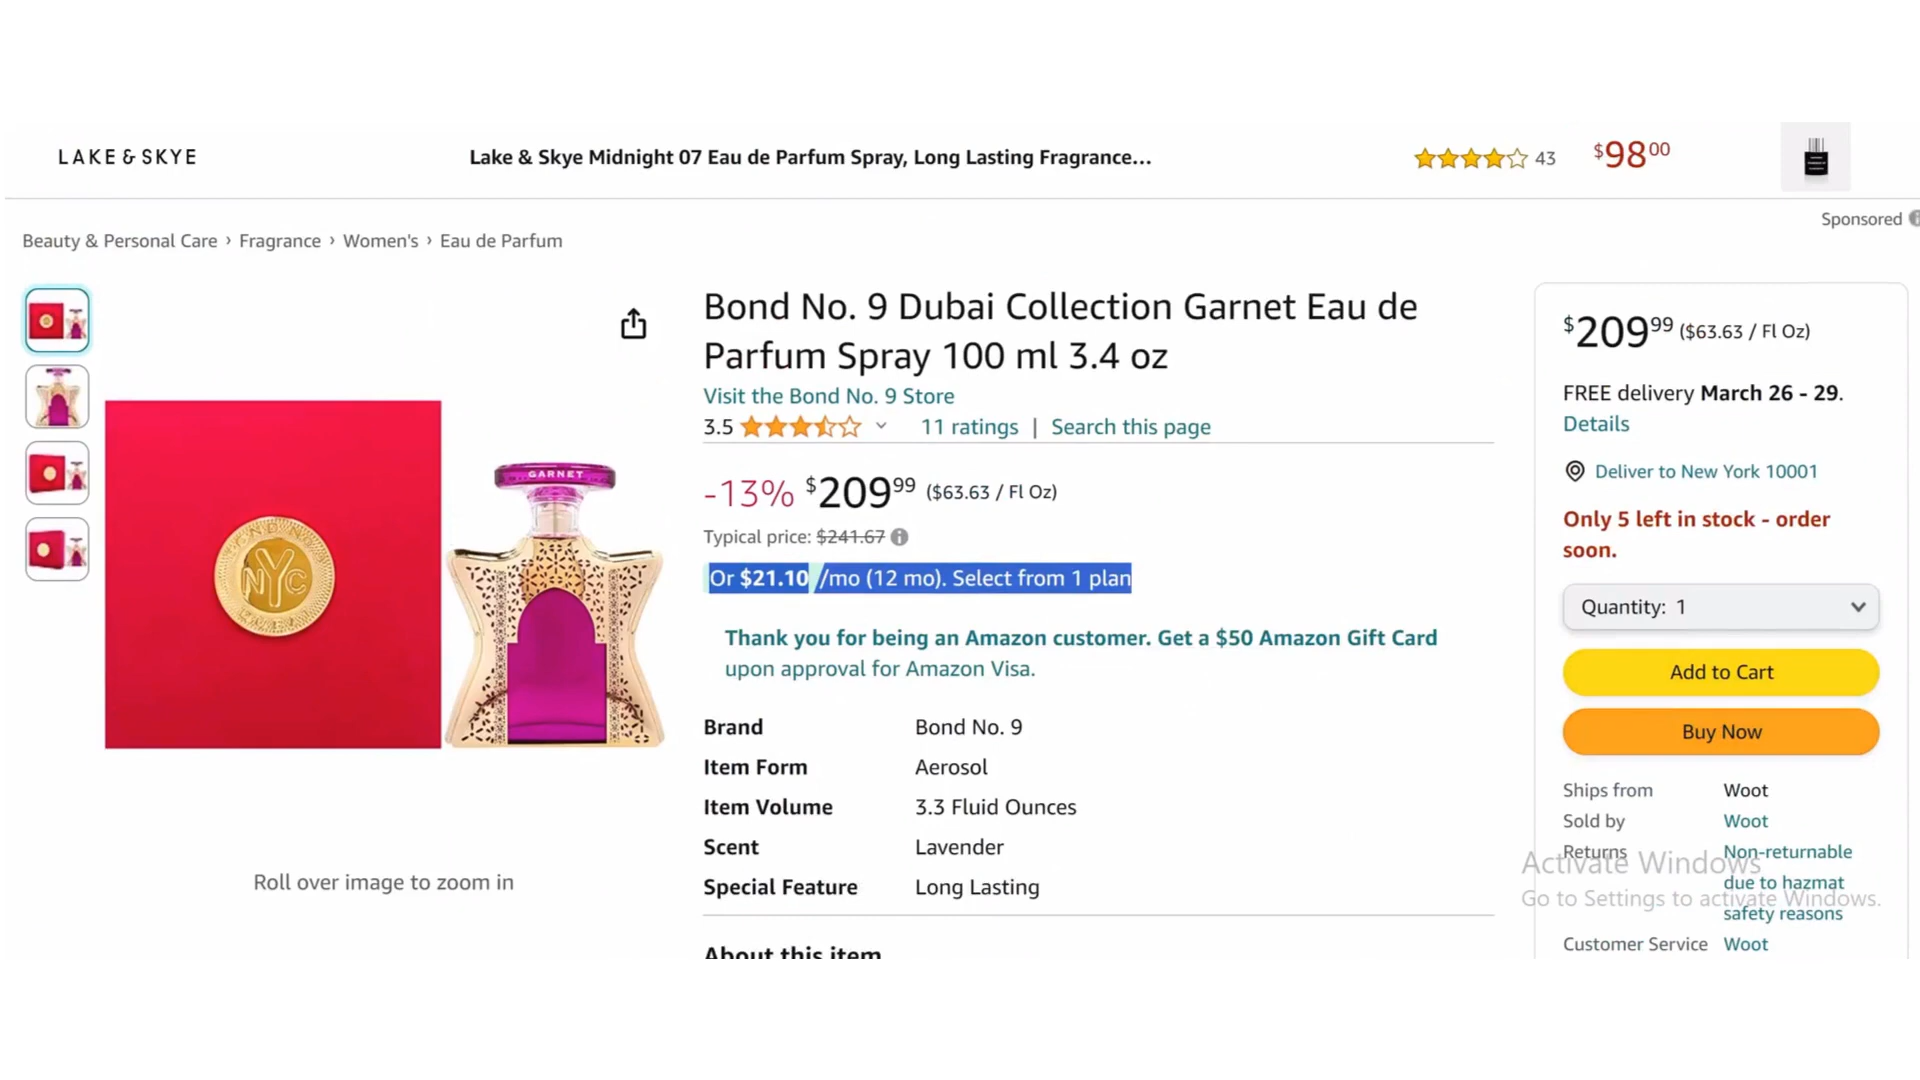 LAKE & SKYE
Lake & Skye Midnight 07 Eau de Parfum Spray, Long Lasting Fragrance...
43
$9800
Sponsored
Beauty & Personal Care › Fragrance › Women's › Eau de Parfum
GARNET
NYC
Roll over image to zoom in
Bond No. 9 Dubai Collection Garnet Eau de
Parfum Spray 100 ml 3.4 oz
Visit the Bond No. 9 Store
3.5 11 ratings | Search this page
-13% $20999 ($63.63 / Fl Oz)
Typical price: $241.67
Or $21.10 /mo (12 mo). Select from 1 plan
Thank you for being an Amazon customer. Get a $50 Amazon Gift Card
upon approval for Amazon Visa.
Brand Bond No. 9
Item Form Aerosol
Item Volume 3.3 Fluid Ounces
Scent Lavender
Special Feature Long Lasting
About this item
$20999 ($63.63 / Fl Oz)
FREE delivery March 26 - 29.
Details
Deliver to New York 10001
Only 5 left in stock - order
soon.
Quantity: 1
Add to Cart
Buy Now
Ships from Woot
Sold by Woot
Returns Non-returnable
due to hazmat
safety reasons
Customer Service Woot
Activate Windows
Go to Settings to activate Windows.